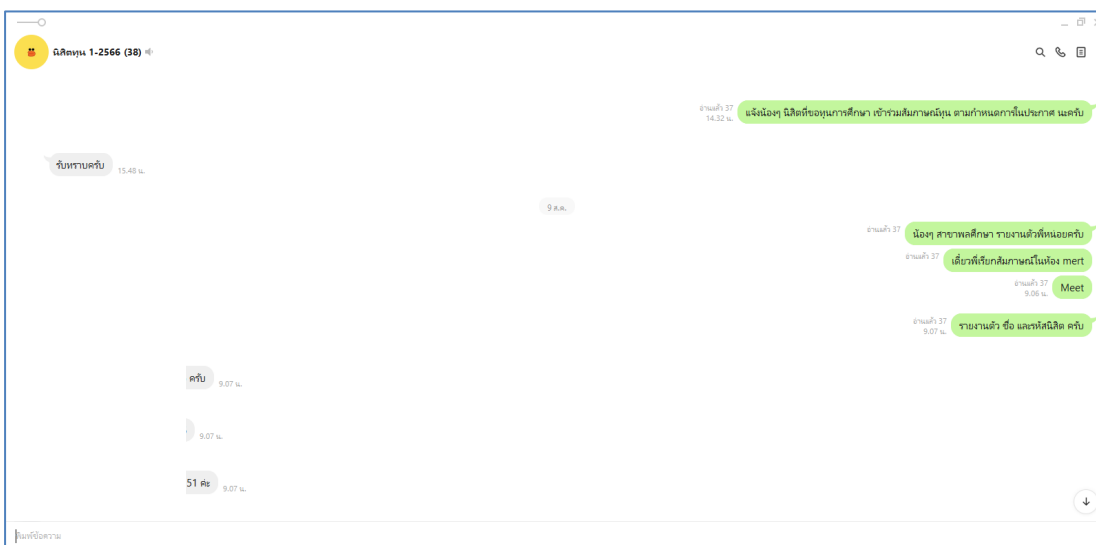 นิสิตทุน 1-2566 (38)
อ่านแล้ว 37
14.32 น.
แจ้งน้องๆ นิสิตที่ขอทุนการศึกษา เข้าร่วมสัมภาษณ์ทุน ตามกำหนดการในประกาศ นะครับ
รับทราบครับ
15.48 น.
9 ส.ค.
อ่านแล้ว 37
น้องๆ สาขาพลศึกษา รายงานตัวพี่หน่อยครับ
อ่านแล้ว 37
เดี่ยวพี่เรียกสัมภาษณ์ในห้อง mert
อ่านแล้ว 37
9.06 น.
Meet
อ่านแล้ว 37
9.07 น.
รายงานตัว ชื่อ และรหัสนิสิต ครับ
ครับ
9.07 น.
9.07 น.
51 ค่ะ
9.07 น.
พิมพ์ข้อความ